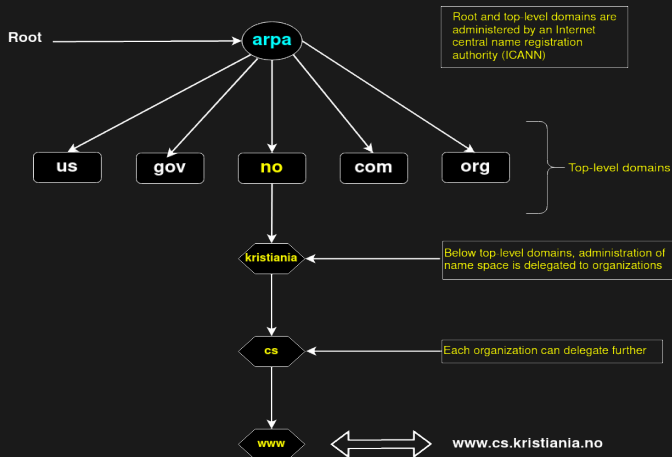 Root
arpa
Root and top-level domains are
administered by an Internet
central name registration
authority (ICANN)
us
gov
no
com
org
Top-level domains
kristiania
Below top-level domains, administration of
name space is delegated to organizations
cs
Each organization can delegate further
www
www.cs.kristiania.no